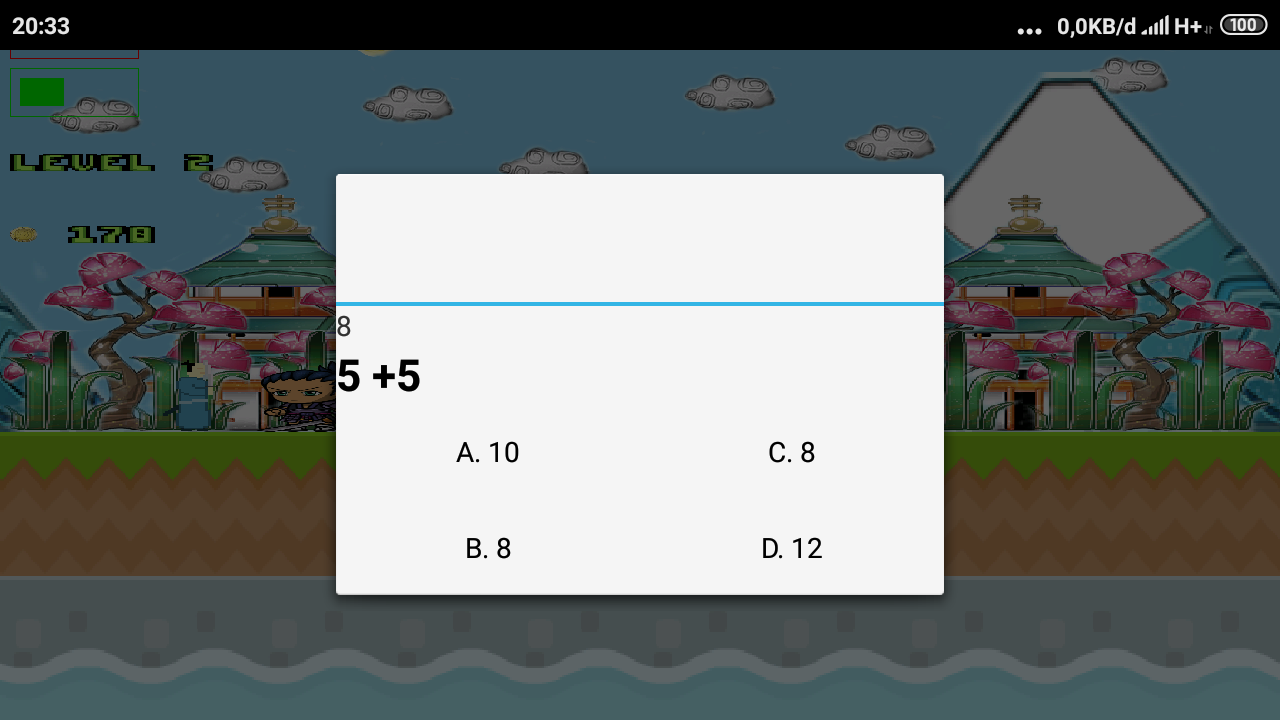 20:33
... 0,0KB/d H+ 100
LEVEL 2
170
8
5 +5
A. 10
C. 8
B. 8
D. 12